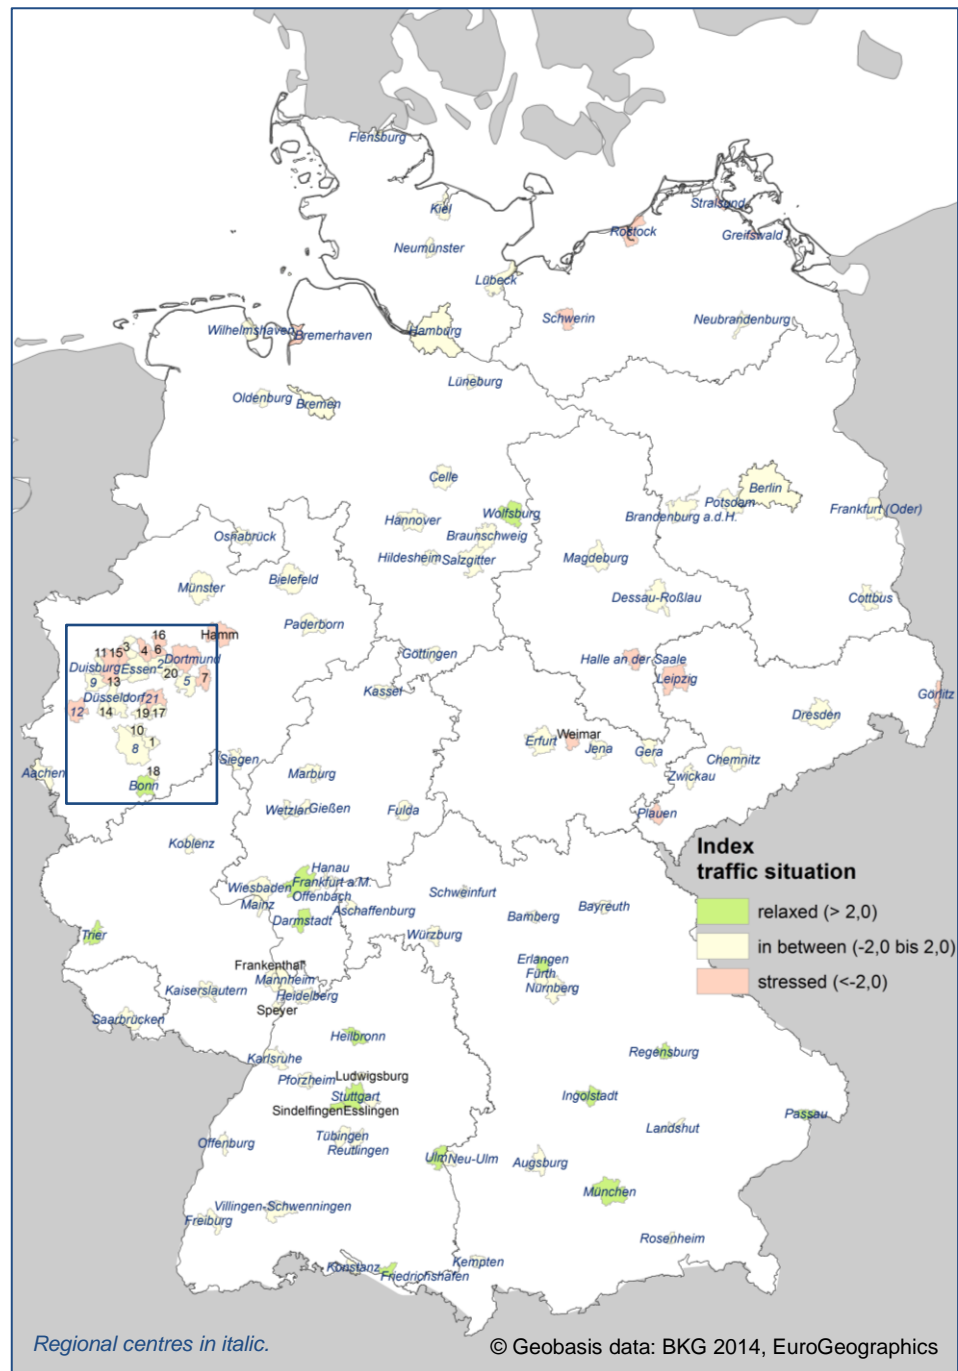 Flensburg
Kiel
Neumünster
Lübeck
Stralsund
Rostock
Greifswald
Schwerin
Neubrandenburg
Wilhelmshaven
Bremerhaven
Hamburg
Lüneburg
Oldenburg
Bremen
Celle
Wolfsburg
Hannover
Braunschweig
Hildesheim
Salzgitter
Osnabrück
Berlin
Potsdam
Brandenburg a.d.H.
Frankfurt (Oder)
Magdeburg
Dessau-Roßlau
Cottbus
Münster
Bielefeld
Paderborn
Hamm
16
11 15 3 4 6
Dortmund
Duisburg
Essen
2
20
9
13
5
7
Düsseldorf 21
12
14
19 17
10
8
1
18
Bonn
Aachen
Siegen
Göttingen
Kassel
Halle an der Saale
Leipzig
Görlitz
Dresden
Erfurt
Weimar
Jena
Gera
Chemnitz
Zwickau
Plauen
Marburg
Wetzlar
Gießen
Fulda
Koblenz
Hanau
Wiesbaden
Frankfurt a/M.
Offenbach
Mainz
Aschaffenburg
Darmstadt
Schweinfurt
Bamberg
Bayreuth
Würzburg
Trier
Erlangen
Fürth
Nürnberg
Frankenthal
Mannheim
Kaiserslautern
Heidelberg
Speyer
Saarbrücken
Heilbronn
Karlsruhe
Pforzheim
Ludwigsburg
Stuttgart
Sindelfingen
Esslingen
Regensburg
Ingolstadt
Passau
Landshut
Offenburg
Tübingen
Reutlingen
Ulm
Neu-Ulm
Augsburg
München
Villingen-Schwenningen
Freiburg
Rosenheim
Konstanz
Friedrichshafen
Kempten
Index
traffic situation
relaxed (> 2,0)
in between (-2,0 bis 2,0)
stressed (<-2,0)
Regional centres in italic.
© Geobasis data: BKG 2014, EuroGeographics